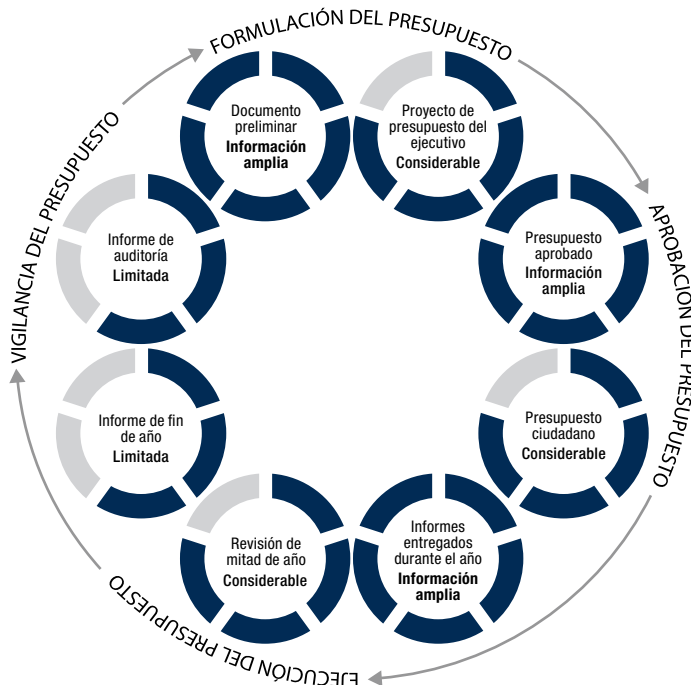 FORMULACIÓN DEL PRESUPUESTO
Documento
preliminar
Información
amplia
Proyecto de
presupuesto del
ejecutivo
Considerable
APROBACION DEL PRESUPUESTO
Presupuesto
aprobado
Información
amplia
Presupuesto
ciudadano
Considerable
Informes
entregados
durante el año
Información
amplia
EJECUCIÓN DEL PRESUPUESTO
Revisión de
mitad de año
Considerable
Informe de fin
de año
Limitada
VIGILANCIA DEL PRESUPUESTO
Informe de
auditoría
Limitada